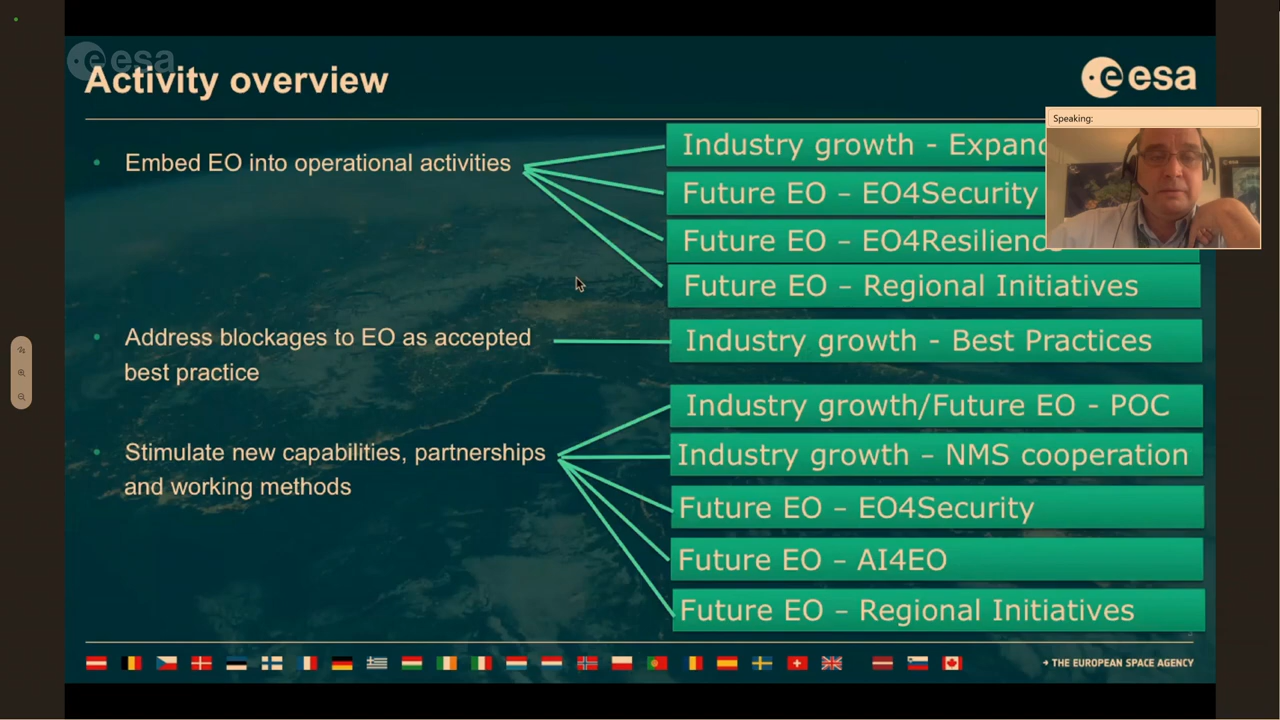 esa
Activity overview
esa
Speaking:
Embed EO into operational activities
Industry growth - Expand
Future EO – EO4Security
Future EO – EO4Resilience
Future EO – Regional Initiatives
Address blockages to EO as accepted
best practice
Industry growth - Best Practices
Stimulate new capabilities, partnerships
and working methods
Industry growth/Future EO - POC
Industry growth – NMS cooperation
Future EO – EO4Security
Future EO – AI4EO
Future EO – Regional Initiatives
→ THE EUROPEAN SPACE AGENCY